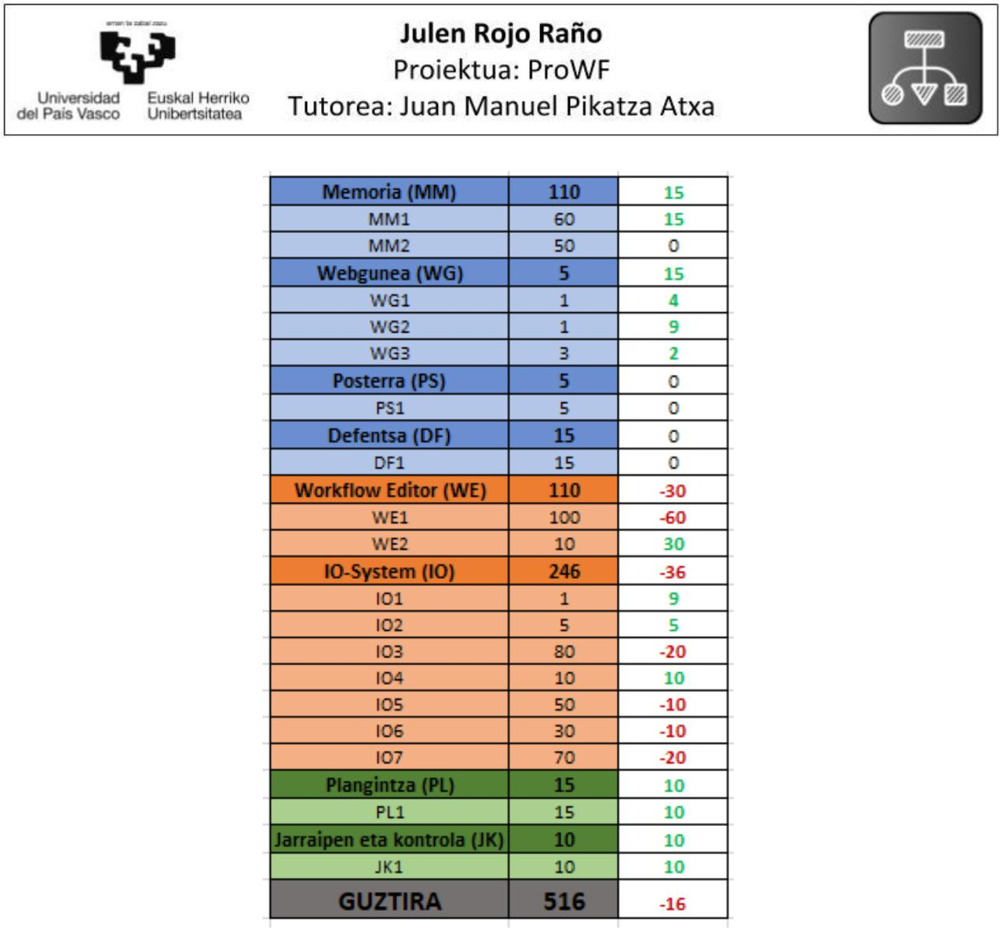 eman ta zabal zazu
Universidad del País Vasco
Euskal Herriko Unibertsitatea
Julen Rojo Raño
Proiektua: ProWF
Tutorea: Juan Manuel Pikatza Atxa
Memoria (MM) 110 15
MM1 60 15
MM2 50 0
Webgunea (WG) 5 15
WG1 1 4
WG2 1 9
WG3 3 2
Posterra (PS) 5 0
PS1 5 0
Defentsa (DF) 15 0
DF1 15 0
Workflow Editor (WE) 110 -30
WE1 100 -60
WE2 10 30
IO-System (IO) 246 -36
IO1 1 9
IO2 5 5
IO3 80 -20
IO4 10 10
IO5 50 -10
IO6 30 -10
IO7 70 -20
Plangintza (PL) 15 10
PL1 15 10
Jarraipen eta kontrola (JK) 10 10
JK1 10 10
GUZTIRA 516 -16